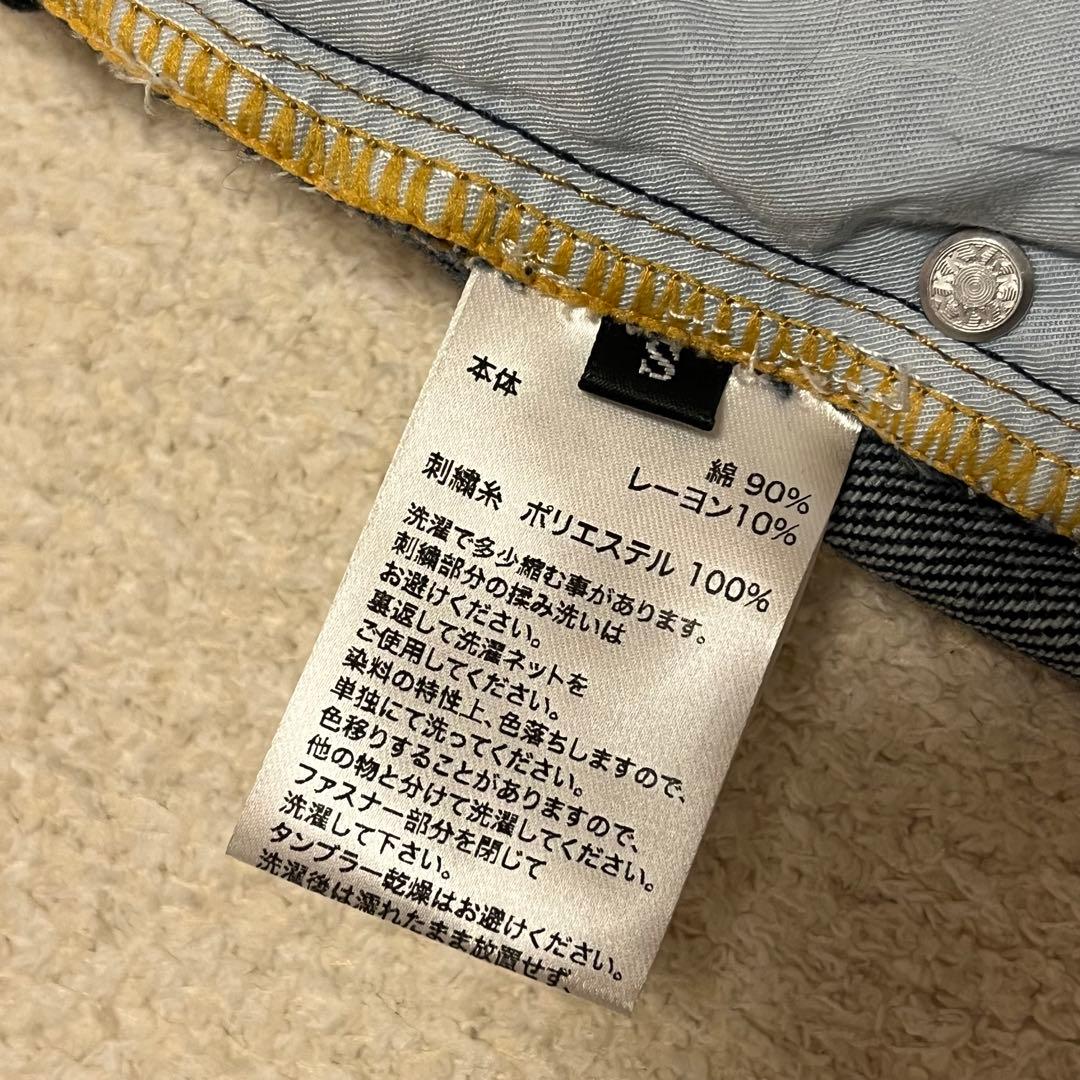 S
本体
綿 90%
レーヨン10%
刺繍糸 ポリエステル 100%
洗濯で多少縮む事があります。
刺繍部分の揉み洗いは
お避けください。
裏返して洗濯ネットを
ご使用してください。
染料の特性上、色落ちしますので、
単独にて洗ってください。
色移りすることがありますので、
他の物と分けて洗濯してください。
ファスナー部分を閉じて
洗濯して下さい。
タンブラー乾燥はお避けください。
洗濯後は濡れたまま放置せず、